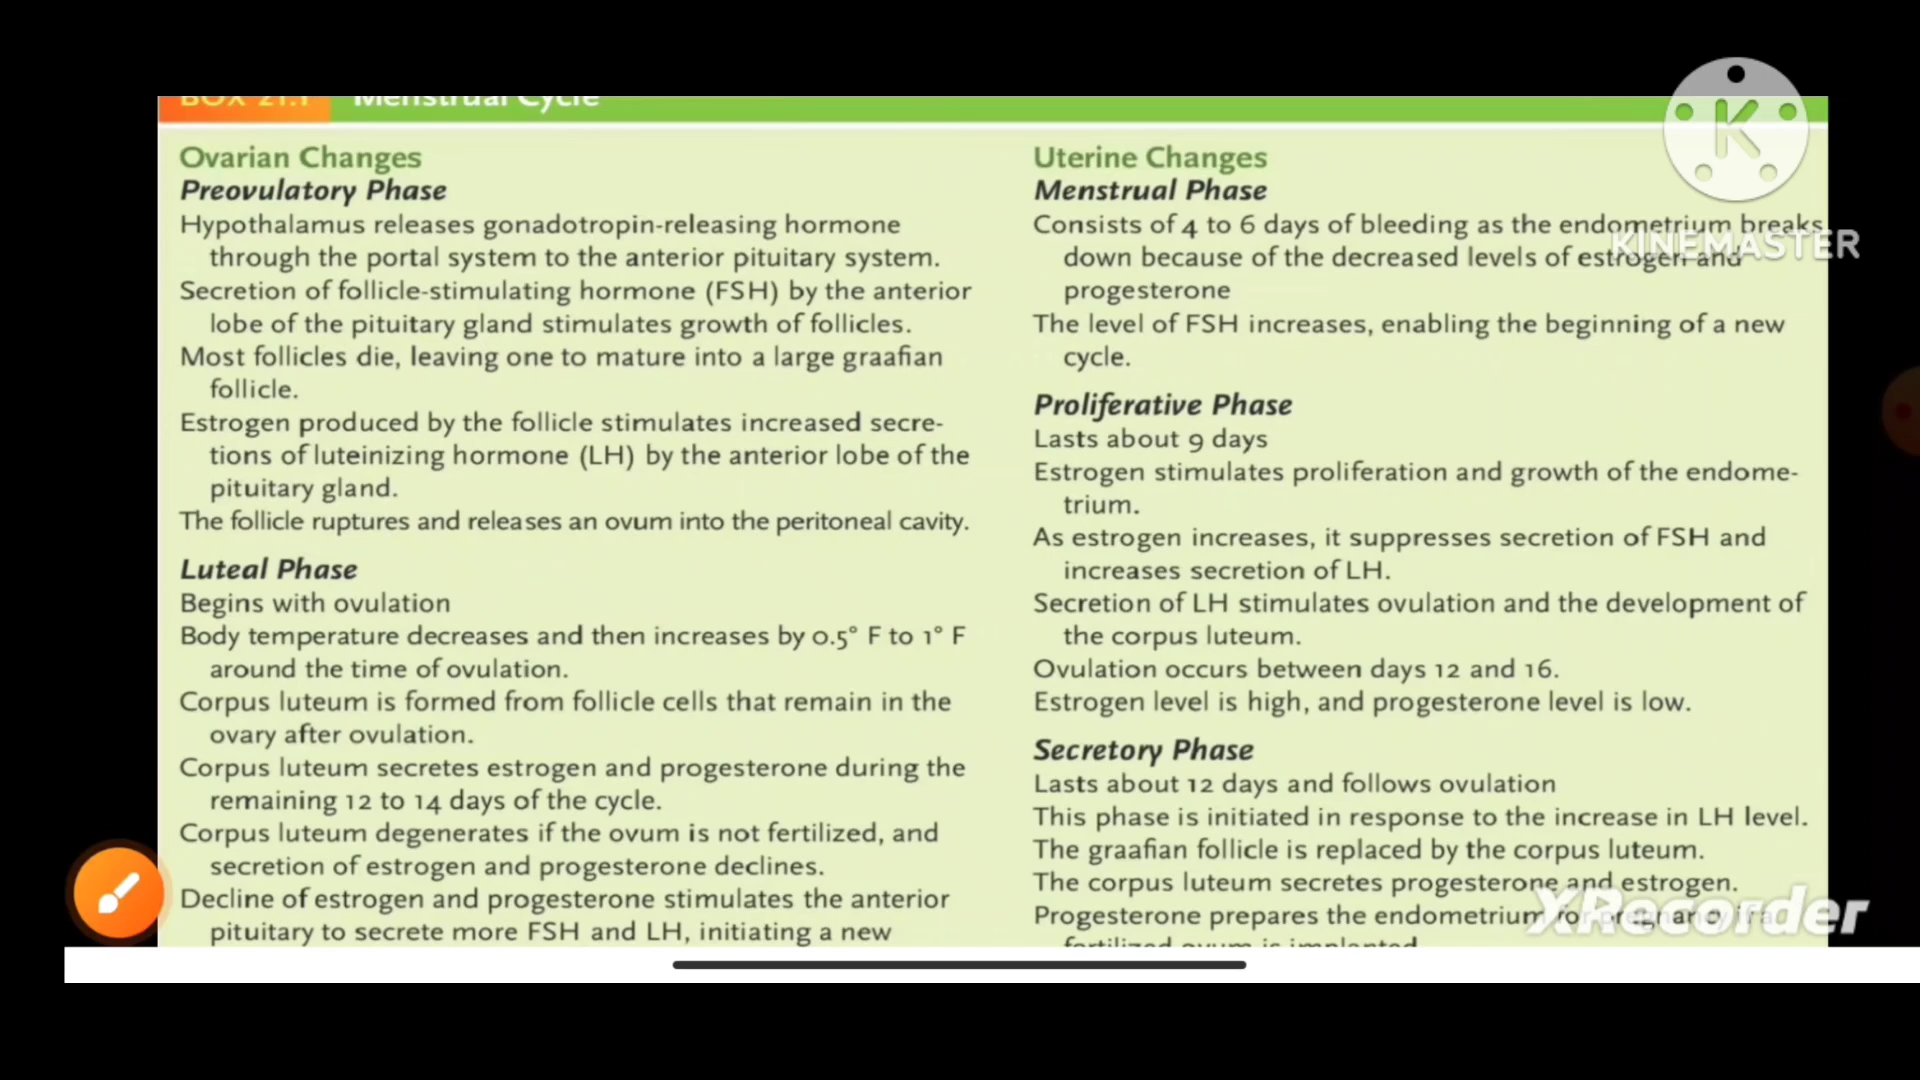 BOX 21.1 Menstrual Cycle
Ovarian Changes
Preovulatory Phase
Hypothalamus releases gonadotropin-releasing hormone
through the portal system to the anterior pituitary system.
Secretion of follicle-stimulating hormone (FSH) by the anterior
lobe of the pituitary gland stimulates growth of follicles.
Most follicles die, leaving one to mature into a large graafian
follicle.
Estrogen produced by the follicle stimulates increased secre-
tions of luteinizing hormone (LH) by the anterior lobe of the
pituitary gland.
The follicle ruptures and releases an ovum into the peritoneal cavity.
Luteal Phase
Begins with ovulation
Body temperature decreases and then increases by 0.5° F to 1° F
around the time of ovulation.
Corpus luteum is formed from follicle cells that remain in the
ovary after ovulation.
Corpus luteum secretes estrogen and progesterone during the
remaining 12 to 14 days of the cycle.
Corpus luteum degenerates if the ovum is not fertilized, and
secretion of estrogen and progesterone declines.
Decline of estrogen and progesterone stimulates the anterior
pituitary to secrete more FSH and LH, initiating a new
Uterine Changes
Menstrual Phase
Consists of 4 to 6 days of bleeding as the endometrium breaks
down because of the decreased levels of estrogen and
progesterone
The level of FSH increases, enabling the beginning of a new
cycle.
Proliferative Phase
Lasts about 9 days
Estrogen stimulates proliferation and growth of the endome-
trium.
As estrogen increases, it suppresses secretion of FSH and
increases secretion of LH.
Secretion of LH stimulates ovulation and the development of
the corpus luteum.
Ovulation occurs between days 12 and 16.
Estrogen level is high, and progesterone level is low.
Secretory Phase
Lasts about 12 days and follows ovulation
This phase is initiated in response to the increase in LH level.
The graafian follicle is replaced by the corpus luteum.
The corpus luteum secretes progesterone and estrogen.
Progesterone prepares the endometrium for pregnancy if a
fertilized ovum is implanted
K
KINEMASTER
XRecorder